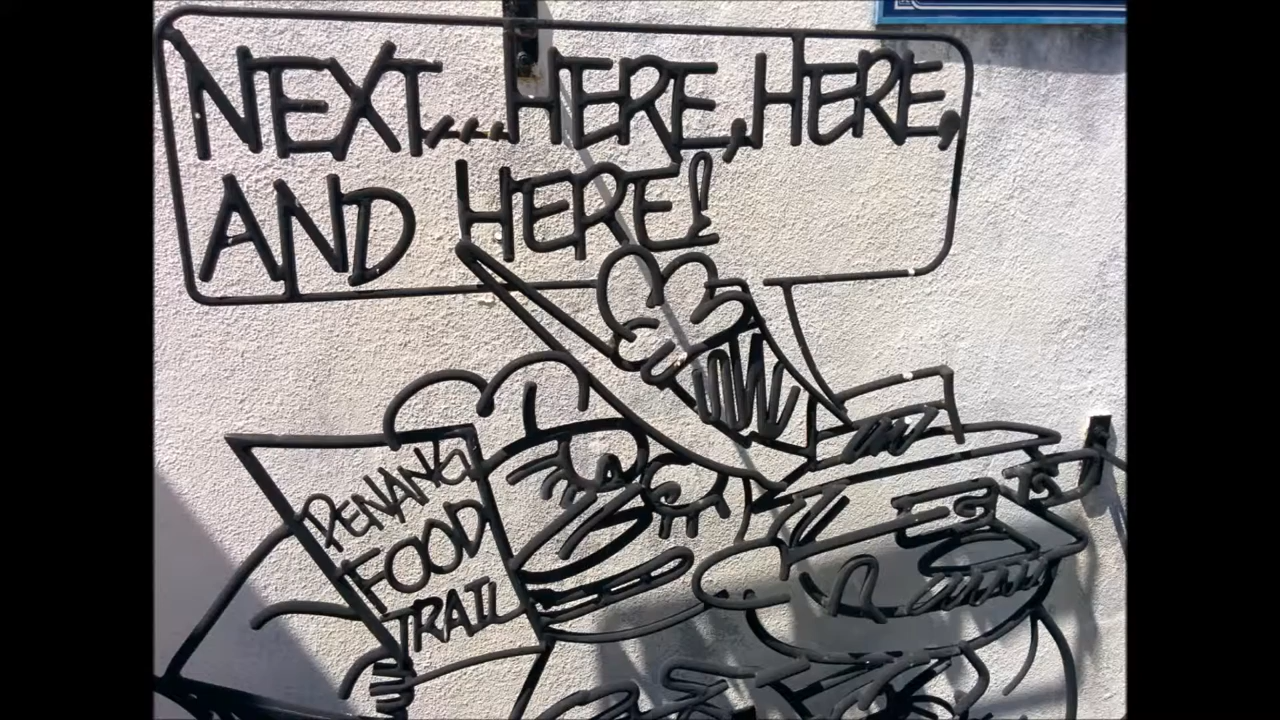 NEXT...HERE, HERE,
AND HERE!
PENANG
FOOD
TRAIL